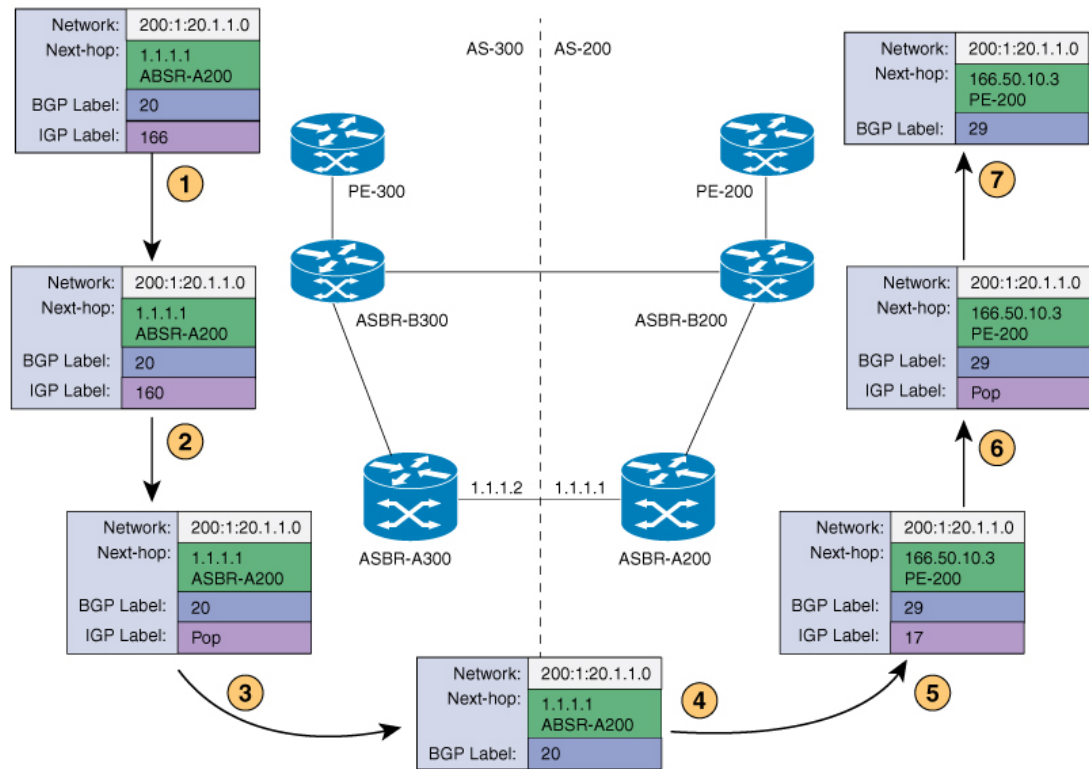 Network: 200:1:20.1.1.0
Next-hop: 1.1.1.1
ABSR-A200
BGP Label: 20
IGP Label: 166
1
Network: 200:1:20.1.1.0
Next-hop: 1.1.1.1
ABSR-A200
BGP Label: 20
IGP Label: 160
2
Network: 200:1:20.1.1.0
Next-hop: 1.1.1.1
ASBR-A200
BGP Label: 20
IGP Label: Pop
3
AS-300 AS-200
PE-300
PE-200
ASBR-B300
ASBR-B200
1.1.1.2 1.1.1.1
ASBR-A300
ASBR-A200
Network: 200:1:20.1.1.0
Next-hop: 1.1.1.1
ABSR-A200
BGP Label: 20
4
5
Network: 200:1:20.1.1.0
Next-hop: 166.50.10.3
PE-200
BGP Label: 29
IGP Label: 17
6
Network: 200:1:20.1.1.0
Next-hop: 166.50.10.3
PE-200
BGP Label: 29
IGP Label: Pop
7
Network: 200:1:20.1.1.0
Next-hop: 166.50.10.3
PE-200
BGP Label: 29